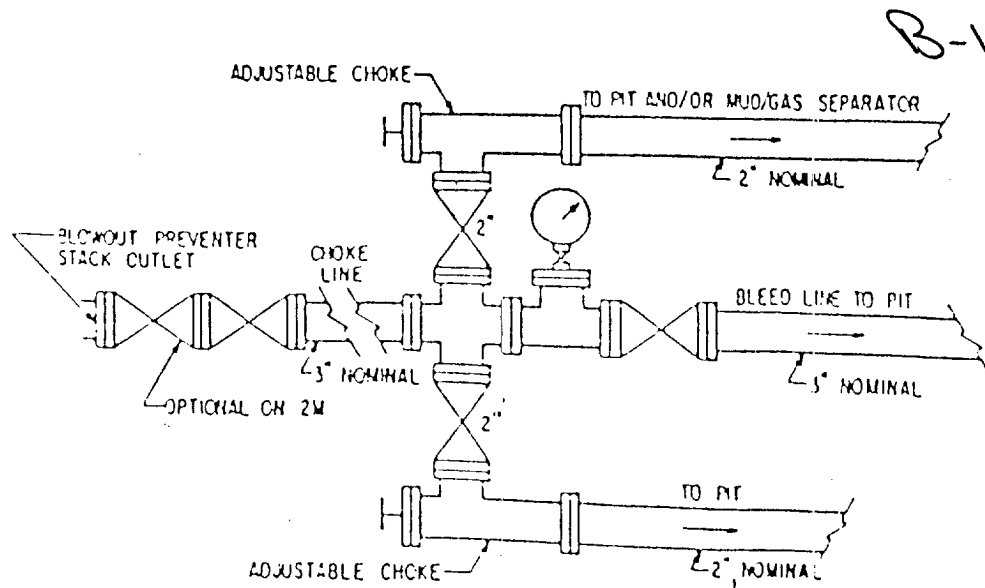 B-1
ADJUSTABLE CHOKE
TO PIT AND/OR MUD/GAS SEPARATOR
2" NOMINAL
2"
BLOWOUT PREVENTER
STACK OUTLET
CHOKE
LINE
BLEED LINE TO PIT
3" NOMINAL
3" NOMINAL
OPTIONAL ON 2M
2"
TO PIT
ADJUSTABLE CHOKE
2" NOMINAL